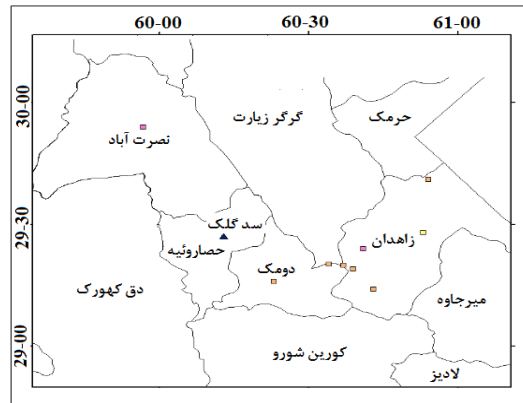 60-00 60-30 61-00
30-00
29-30
29-00
حرمک
گرگر زیارت
نصرت آباد
سد گلک
زاهدان
حصاروئیه
دومک
دق کهورک
میرجاوه
کورین شورو
لادیز